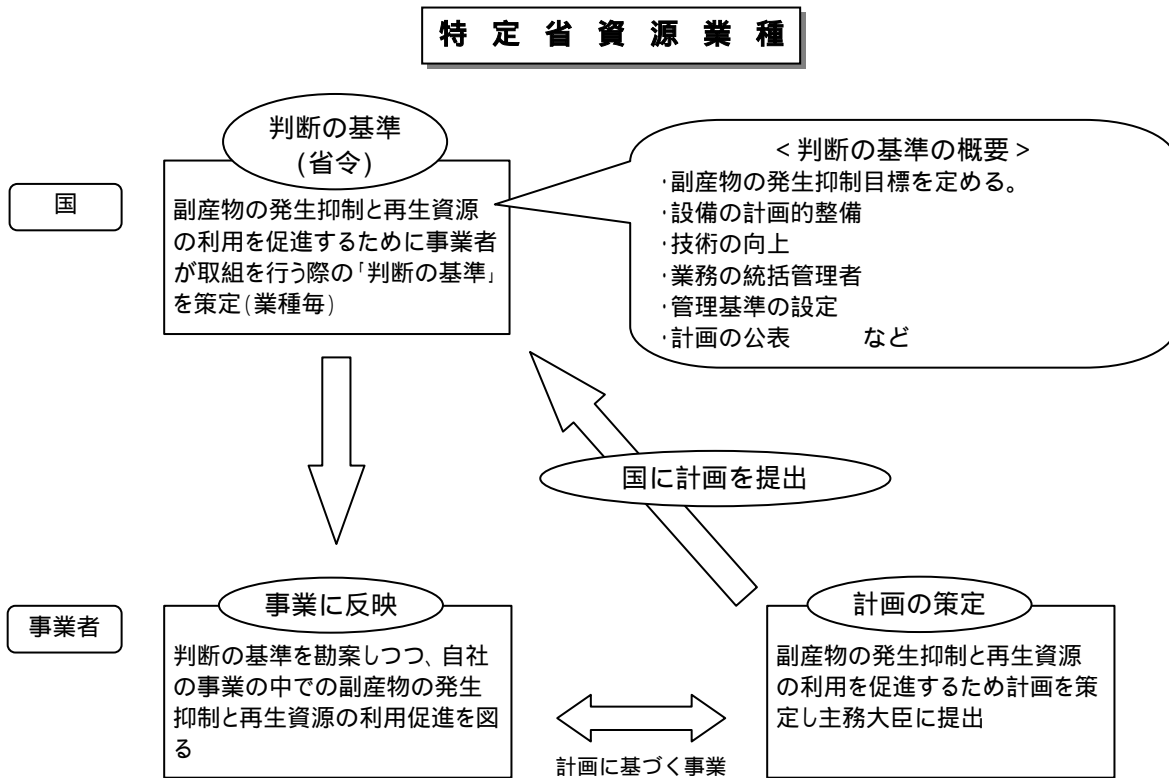 特 定 省 資 源 業 種
判断の基準
(省令)
国
副産物の発生抑制と再生資源
の利用を促進するために事業者
が取組を行う際の「判断の基準」
を策定(業種毎)
<判断の基準の概要>
・副産物の発生抑制目標を定める。
・設備の計画的整備
・技術の向上
・業務の統括管理者
・管理基準の設定
・計画の公表 など
国に計画を提出
事業者
事業に反映
判断の基準を勘案しつつ、自社
の事業の中での副産物の発生
抑制と再生資源の利用促進を図
る
計画に基づく事業
計画の策定
副産物の発生抑制と再生資源
の利用を促進するため計画を策
定し主務大臣に提出